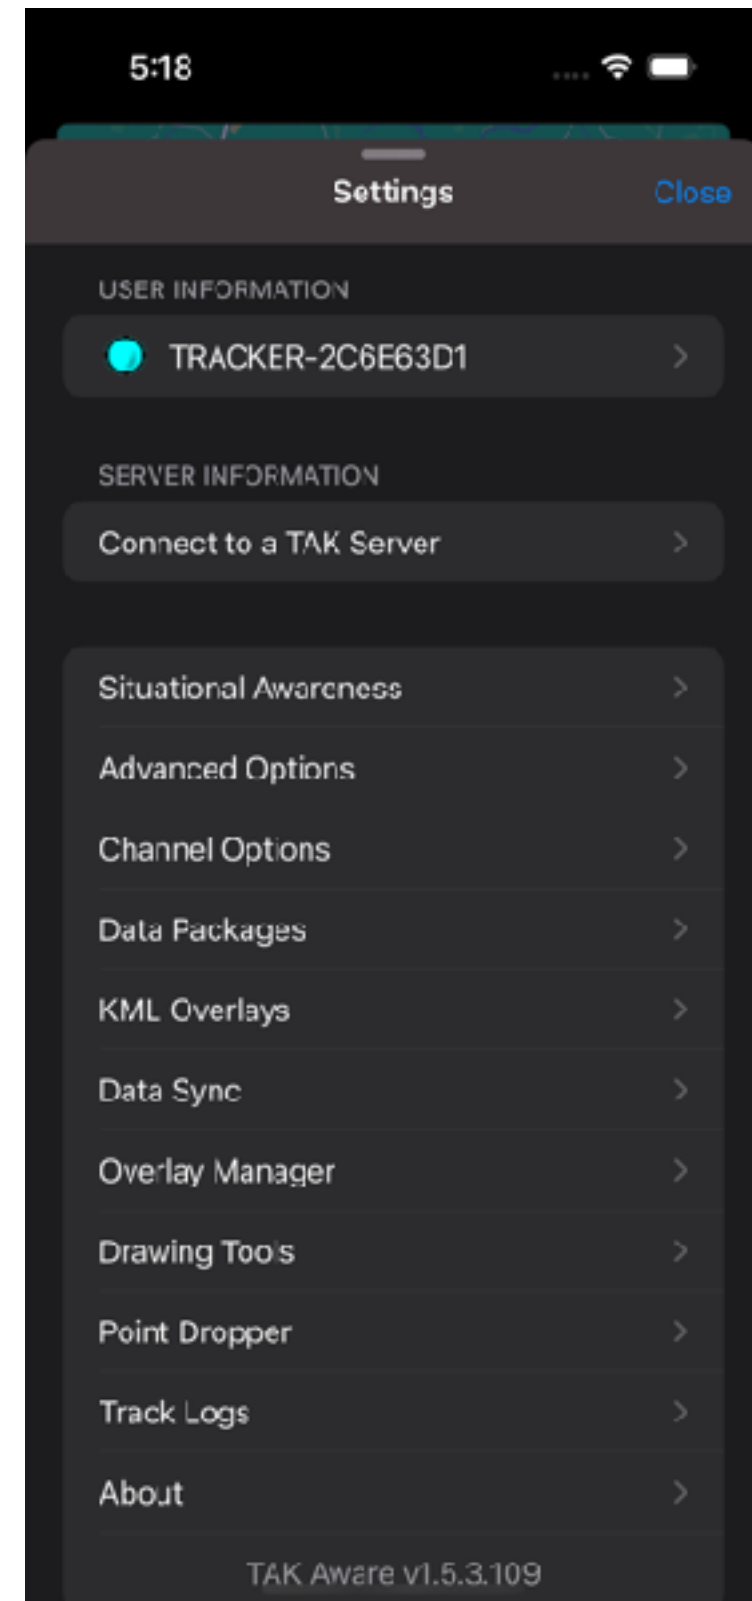 5:18
Settings
Close
USER INFORMATION
TRACKER-2C6E63D1
SERVER INFORMATION
Connect to a TAK Server
Situational Awareness
Advanced Options
Channel Options
Data Packages
KML Overlays
Data Sync
Overlay Manager
Drawing Tools
Point Dropper
Track Logs
About
TAK Aware v1.5.3.109